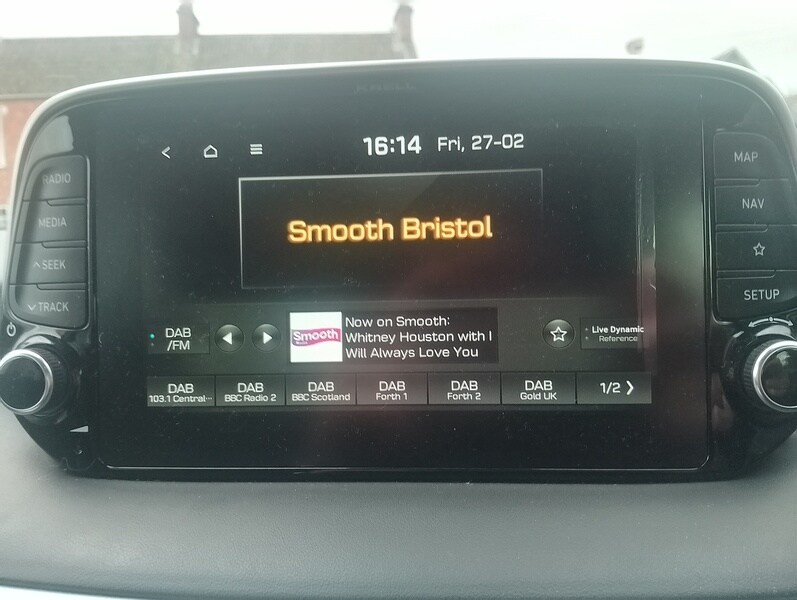 16:14 Fri, 27-02
RADIO
MEDIA
SEEK
TRACK
MAP
NAV
SETUP
Smooth Bristol
DAB
/FM
Smooth
Now on Smooth:
Whitney Houston with I
Will Always Love You
Live Dynamic
Reference
DAB
103.1 Central...
DAB
BBC Radio 2
DAB
BBC Scotland
DAB
Forth 1
DAB
Forth 2
DAB
Gold UK
1/2